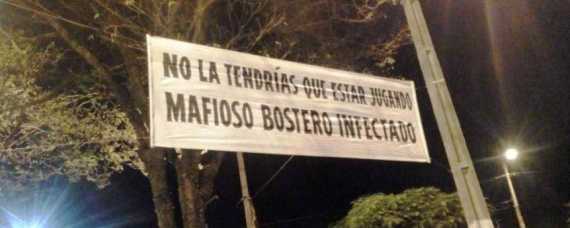 NO LA TENDRÍAS QUE ESTAR JUGANDO
MAFIOSO BOSTERO INFECTADO